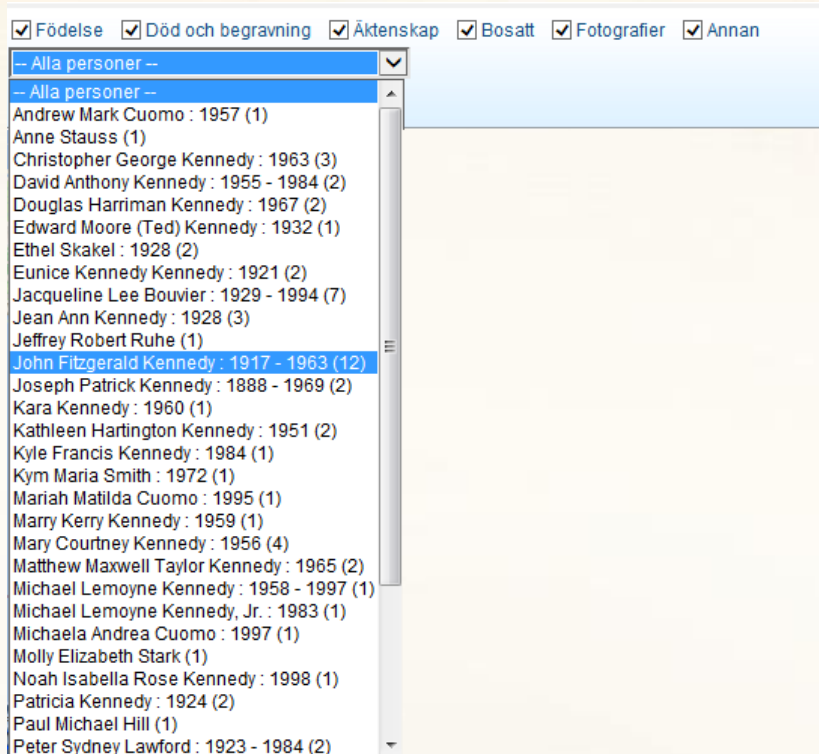 Födelse Död och begravning Äktenskap Bosatt Fotografier Annan
-- Alla personer --
-- Alla personer --
Andrew Mark Cuomo : 1957 (1)
Anne Stauss (1)
Christopher George Kennedy : 1963 (3)
David Anthony Kennedy : 1955 - 1984 (2)
Douglas Harriman Kennedy : 1967 (2)
Edward Moore (Ted) Kennedy : 1932 (1)
Ethel Skakel : 1928 (2)
Eunice Kennedy Kennedy : 1921 (2)
Jacqueline Lee Bouvier : 1929 - 1994 (7)
Jean Ann Kennedy : 1928 (3)
Jeffrey Robert Ruhe (1)
John Fitzgerald Kennedy : 1917 - 1963 (12)
Joseph Patrick Kennedy : 1888 - 1969 (2)
Kara Kennedy : 1960 (1)
Kathleen Hartington Kennedy : 1951 (2)
Kyle Francis Kennedy : 1984 (1)
Kym Maria Smith : 1972 (1)
Mariah Matilda Cuomo : 1995 (1)
Marry Kerry Kennedy : 1959 (1)
Mary Courtney Kennedy : 1956 (4)
Matthew Maxwell Taylor Kennedy : 1965 (2)
Michael Lemoyne Kennedy : 1958 - 1997 (1)
Michael Lemoyne Kennedy, Jr. : 1983 (1)
Michaela Andrea Cuomo : 1997 (1)
Molly Elizabeth Stark (1)
Noah Isabella Rose Kennedy : 1998 (1)
Patricia Kennedy : 1924 (2)
Paul Michael Hill (1)
Peter Sydney Lawford : 1923 - 1984 (2)